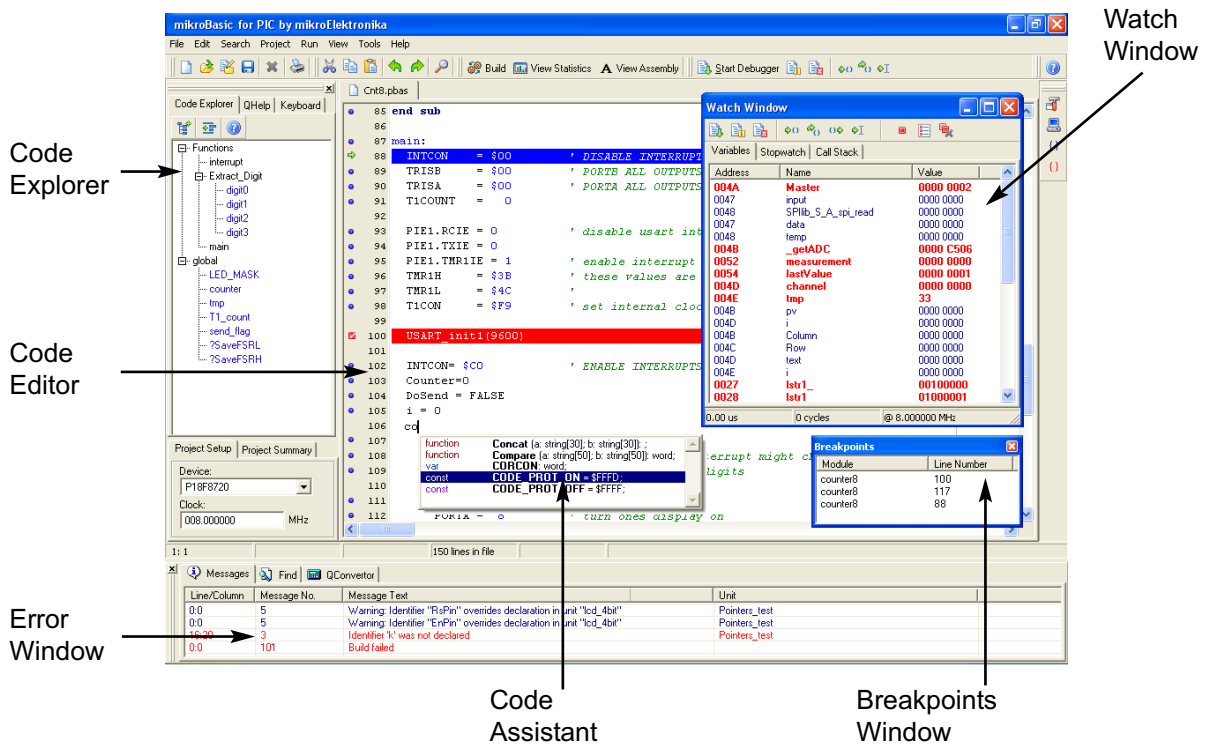 mikroBasic for PIC by mikroElektronika
File Edit Search Project Run View Tools Help
Build View Statistics A View Assembly Start Debugger
Code Explorer QHelp Keyboard
Functions
interrupt
Extract_Digit
digit0
digit1
digit2
digit3
main
global
LED_MASK
counter
tmp
T1_count
send_flag
?SaveFSRL
?SaveFSRH
Project Setup Project Summary
Device:
P18F8720
Clock:
008.000000 MHz
Cnt8.pbas
85 end sub
86
87 main:
88 INTCON = $00 ' DISABLE INTERRUPT
89 TRISB = $00 ' PORTB ALL OUTPUTS
90 TRISA = $00 ' PORTA ALL OUTPUTS
91 T1COUNT = 0
92
93 PIE1.RCIE = 0 ' disable usart int
94 PIE1.TXIE = 0
95 PIE1.TMR1IE = 1 ' enable interrupt
96 TMR1H = $3B ' these values are
97 TMR1L = $4C '
98 T1CON = $F9 ' set internal cloc
99
100 USART_init1(9600)
101
102 INTCON= $C0 ' ENABLE INTERRUPTS
103 Counter=0
104 DoSend = FALSE
105 i = 0
106 co
107
108 errupt might c
109 digits
110
111
112 PORTA = 0 ' turn ones display on
function Concat (a: string[30]; b: string[30]): ;
function Compare (a: string[50]; b: string[50]): word;
var CORCON: word;
const CODE_PROT_ON = $FFFD;
const CODE_PROT_OFF = $FFFF;
Watch Window
Variables Stopwatch Call Stack
Address Name Value
004A Master 0000 0002
0047 input 0000 0000
0048 SPIlib_S_A_spi_read 0000 0000
0047 data 0000 0000
0048 temp 0000 0000
004B _getADC 0000 C506
0052 measurement 0000 0000
0054 lastValue 0000 0001
004D channel 0000 0000
004E tmp 33
004B pv 0000 0000
004D i 0000 0000
004B Column 0000 0000
004C Row 0000 0000
004D text 0000 0000
004E i 0000 0000
0027 lstr1_ 00100000
0028 lstr1 01000001
0.00 us 0 cycles @ 8.000000 MHz
Breakpoints
Module Line Number
counter8 100
counter8 117
counter8 88
1: 1 150 lines in file
Messages Find QConvertor
Line/Column Message No. Message Text Unit
0:0 5 Warning: Identifier "RsPin" overrides declaration in unit "lcd_4bit" Pointers_test
0:0 5 Warning: Identifier "EnPin" overrides declaration in unit "lcd_4bit" Pointers_test
3 Identifier 'k' was not declared Pointers_test
0:0 101 Build failed
Watch
Window
Code
Explorer
Code
Editor
Error
Window
Code
Assistant
Breakpoints
Window